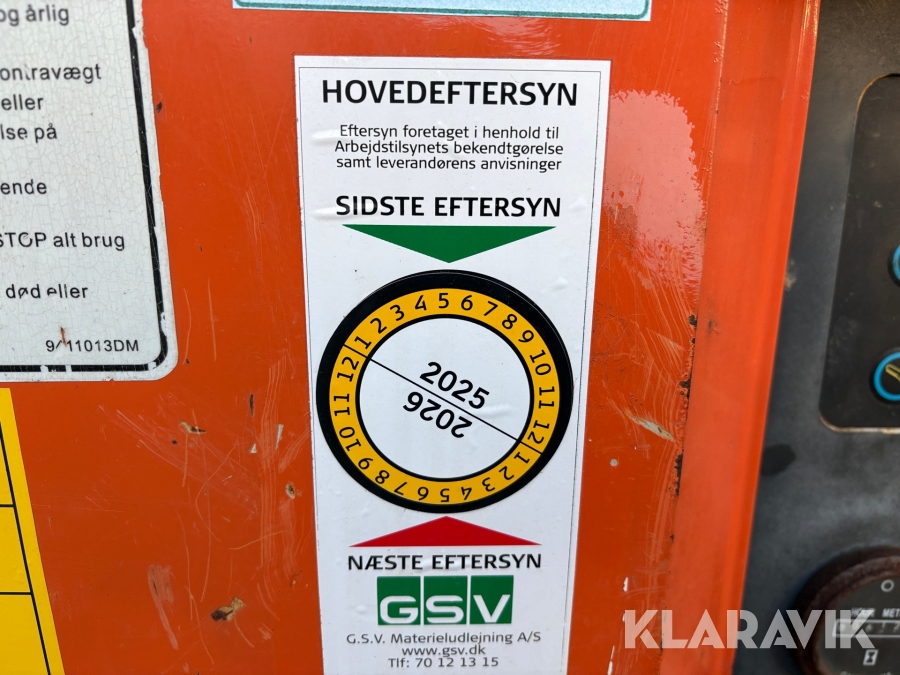 og årlig
ontravægt
eller
lse på
ende
STOP alt brug
død eller
11013DM
HOVEDEFTERSYN
Eftersyn foretaget i henhold til
Arbejdstilsynets bekendtgørelse
samt leverandørens anvisninger
SIDSTE EFTERSYN
1 2 3 4 5 6 7 8 9 10 11 12
2025
2026
1 2 3 4 5 6 7 8 9 10 11 12
NÆSTE EFTERSYN
GSV
G.S.V. Materieludlejning A/S
www.gsv.dk
Tlf: 70 12 13 15
KLARAVIK